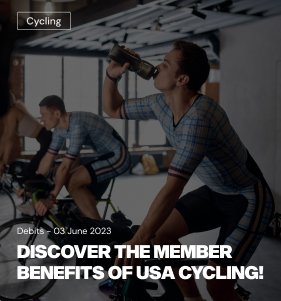 Cycling
Debits – 03 June 2023
DISCOVER THE MEMBER
BENEFITS OF USA CYCLING!